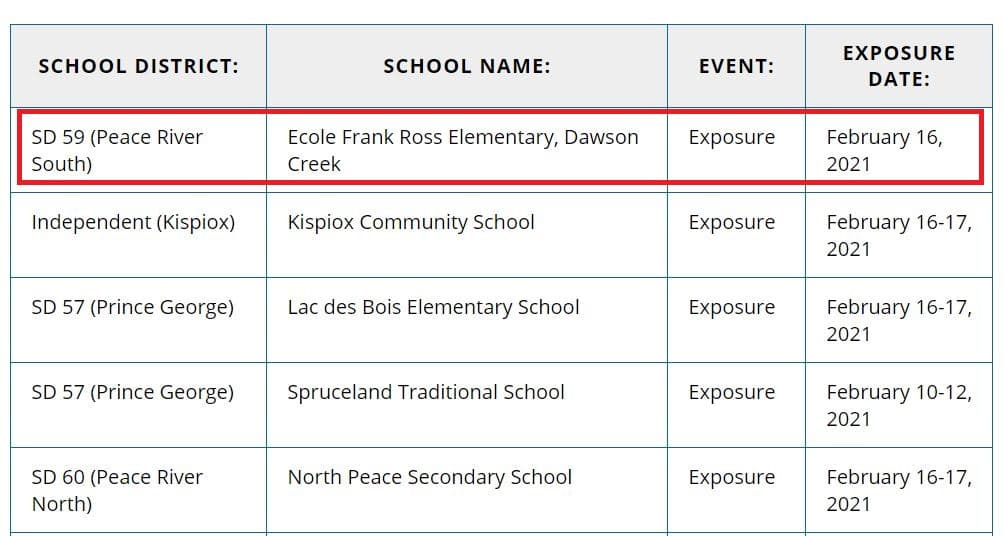 SCHOOL DISTRICT: SCHOOL NAME: EVENT: EXPOSURE DATE:
SD 59 (Peace River South) Ecole Frank Ross Elementary, Dawson Creek Exposure February 16, 2021
Independent (Kispiox) Kispiox Community School Exposure February 16-17, 2021
SD 57 (Prince George) Lac des Bois Elementary School Exposure February 16-17, 2021
SD 57 (Prince George) Spruceland Traditional School Exposure February 10-12, 2021
SD 60 (Peace River North) North Peace Secondary School Exposure February 16-17, 2021